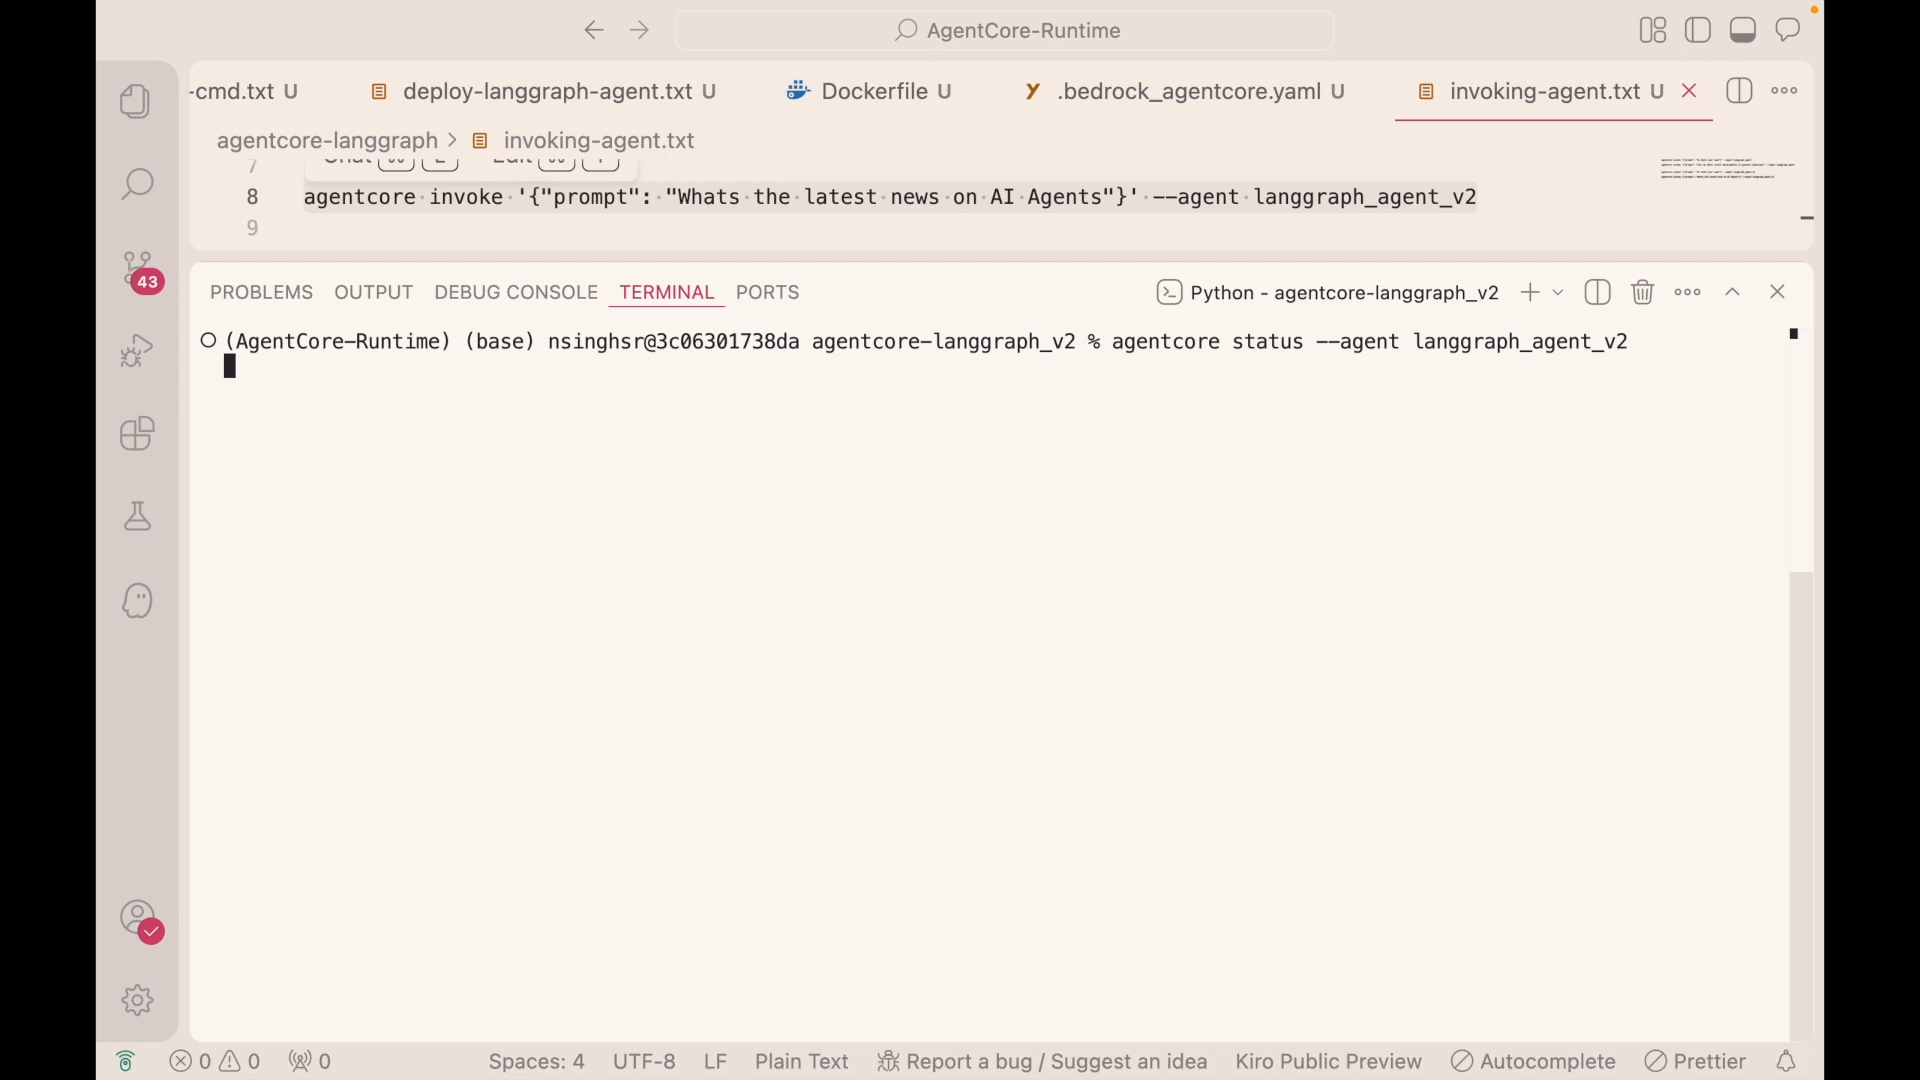 AgentCore-Runtime
-cmd.txt U
deploy-langgraph-agent.txt U
Dockerfile U
.bedrock_agentcore.yaml U
invoking-agent.txt U
agentcore-langgraph > invoking-agent.txt
7
8 agentcore invoke '{"prompt": "Whats the latest news on AI Agents"}' --agent langgraph_agent_v2
9
43
PROBLEMS OUTPUT DEBUG CONSOLE TERMINAL PORTS
Python - agentcore-langgraph_v2
(AgentCore-Runtime) (base) nsinghsr@3c06301738da agentcore-langgraph_v2 % agentcore status --agent langgraph_agent_v2
0 0 0 Spaces: 4 UTF-8 LF Plain Text Report a bug / Suggest an idea Kiro Public Preview Autocomplete Prettier